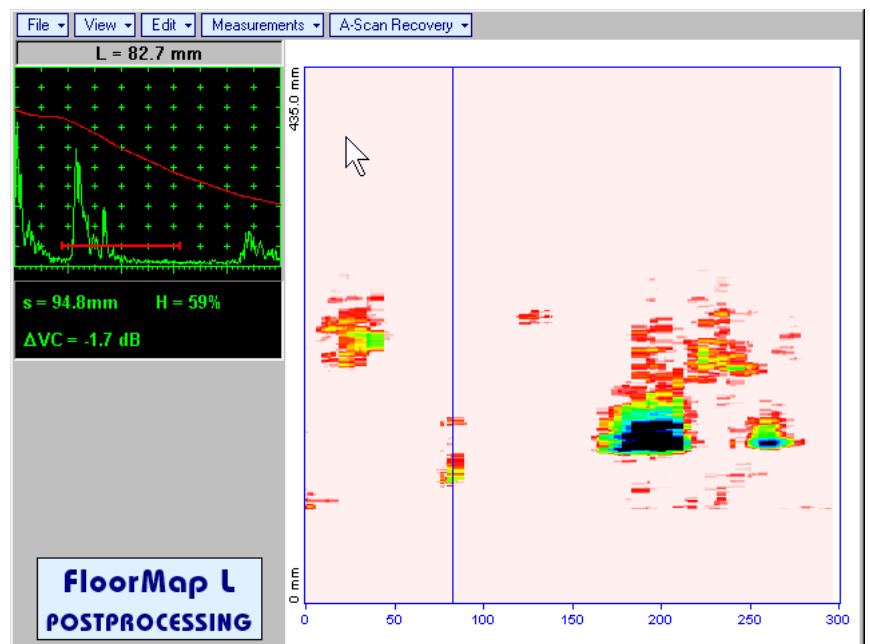 File View Edit Measurements A-Scan Recovery
L = 82.7 mm
435.0 mm
s = 94.8mm H = 59%
ΔVC = -1.7 dB
0 mm
FloorMap L
POSTPROCESSING
0 50 100 150 200 250 300